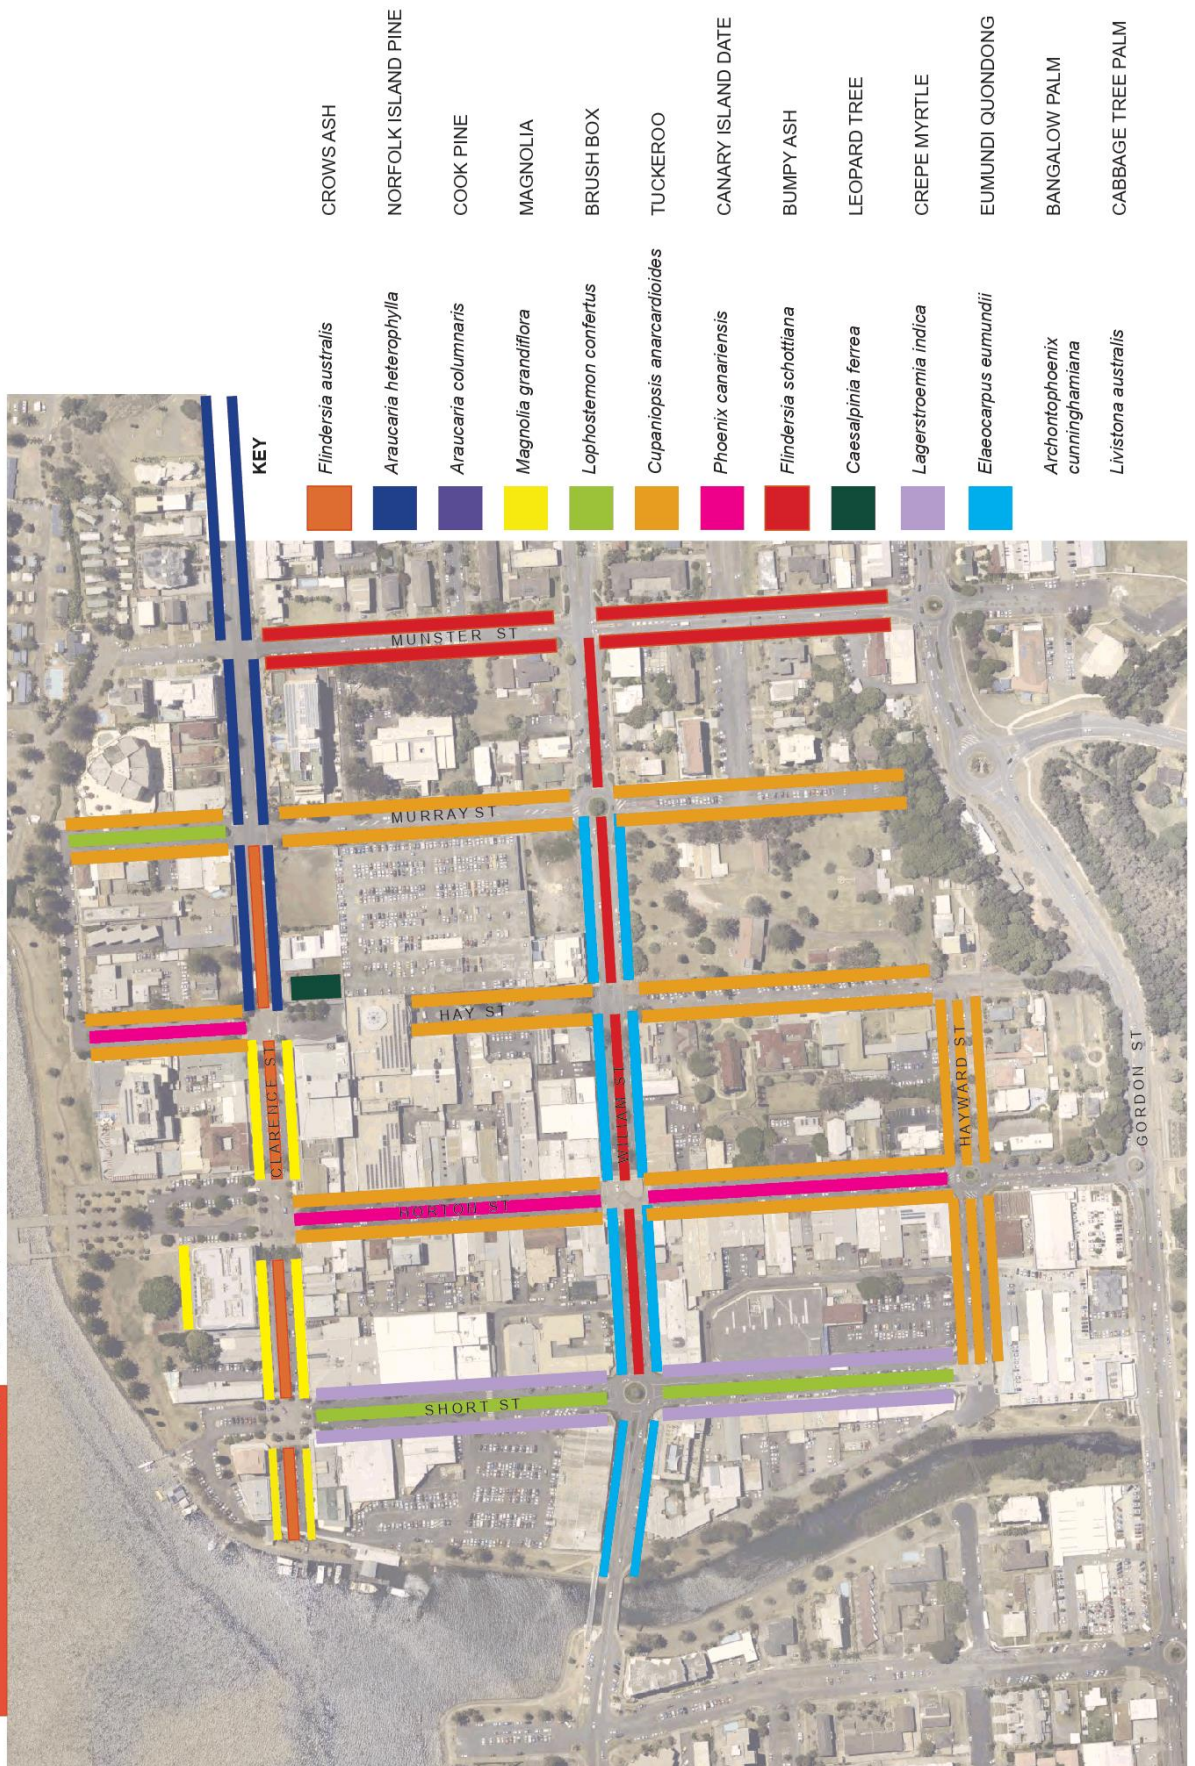 MUNSTER ST
MURRAY ST
HAY ST
CLARENCE ST
WILIAM ST
HAYWARD ST
GORDON ST
HORTON ST
SHORT ST
KEY
Flindersia australis CROWS ASH
Araucaria heterophylla NORFOLK ISLAND PINE
Araucaria columnaris COOK PINE
Magnolia grandiflora MAGNOLIA
Lophostemon confertus BRUSH BOX
Cupaniopsis anarcardioides TUCKEROO
Phoenix canariensis CANARY ISLAND DATE
Flindersia schottiana BUMPY ASH
Caesalpinia ferrea LEOPARD TREE
Lagerstroemia indica CREPE MYRTLE
Elaeocarpus eumundii EUMUNDI QUONDONG
Archontophoenix BANGALOW PALM
cunninghamiana
Livistona australis CABBAGE TREE PALM